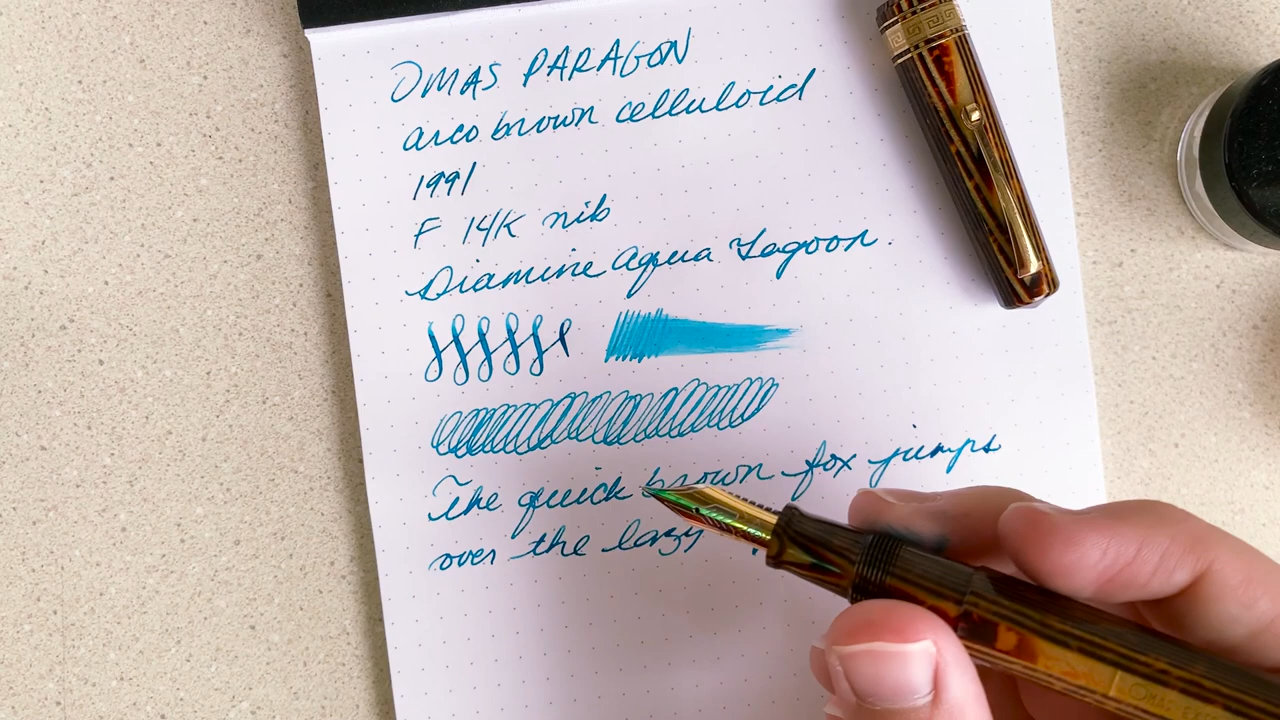 OMAS PARAGON
arco brown celluloid
1991
F 14K nib
Diamine Aqua Lagoon.
The quick brown fox jumps
over the lazy
OMAS